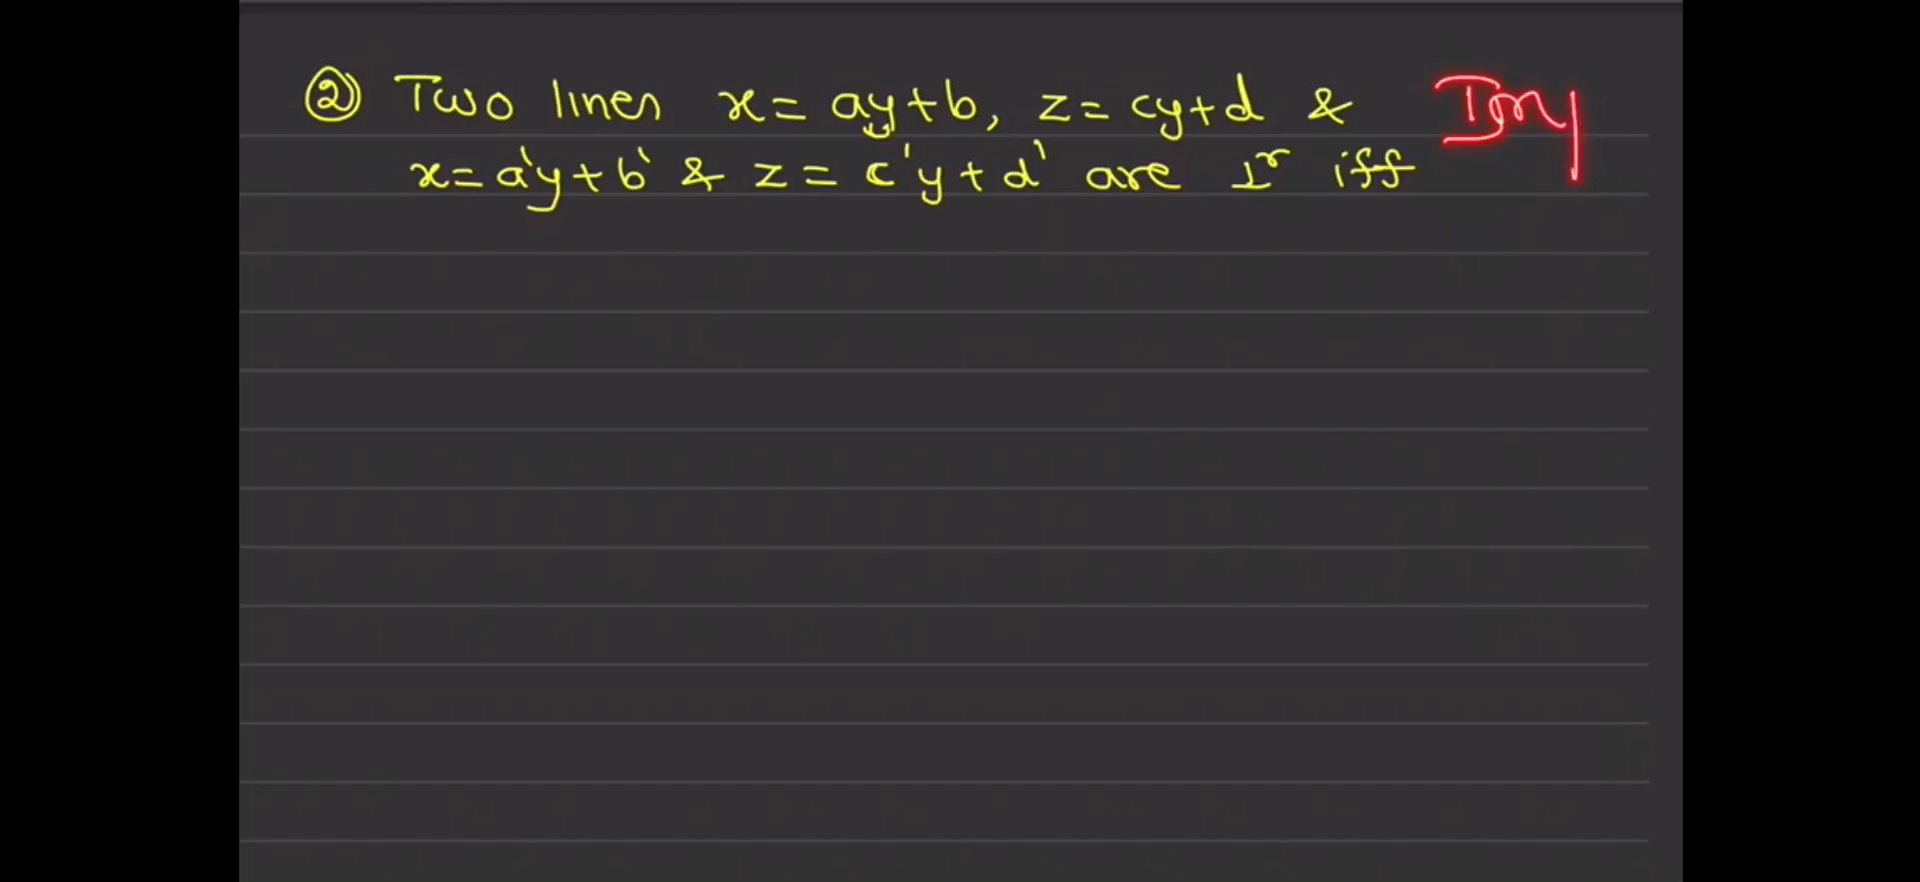 ② Two lines x = ay + b, z = cy + d & Imp
x = a'y + b' & z = c'y + d' are ⊥r iff